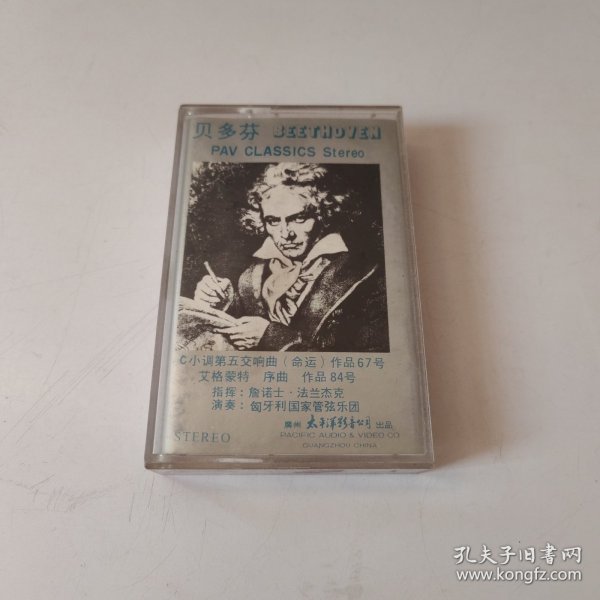 贝多芬 BEETHOVEN
PAV CLASSICS Stereo
C小调第五交响曲（命运）作品67号
艾格蒙特 序曲 作品84号
指挥：詹诺士·法兰杰克
演奏：匈牙利国家管弦乐团
STEREO
廣州 太平洋影音公司 出品
PACIFIC AUDIO & VIDEO CO
GUANGZHOU CHINA
孔夫子旧书网
www.kongfz.com